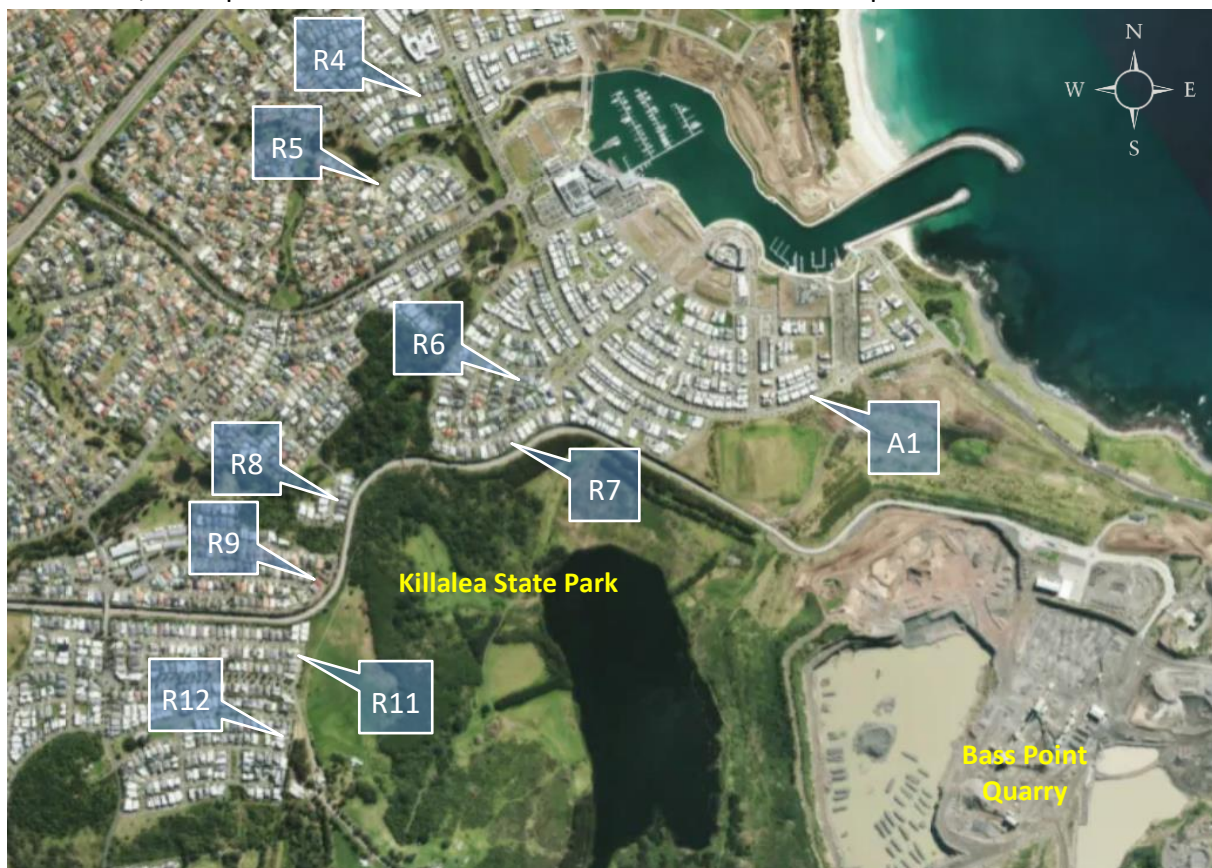 R4
N
W E
S
R5
R6
A1
R8
R7
R9
Killalea State Park
R12
R11
Bass Point
Quarry